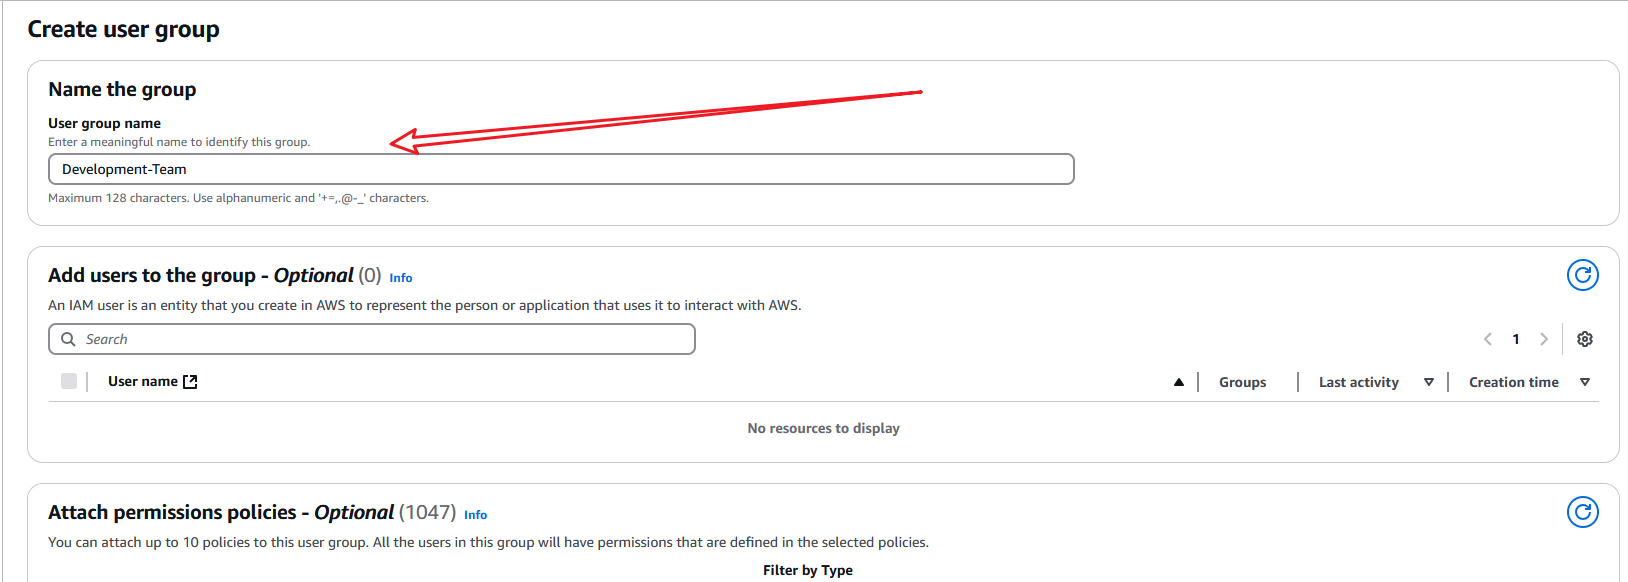 Create user group
Name the group
User group name
Enter a meaningful name to identify this group.
Development-Team
Maximum 128 characters. Use alphanumeric and '+=,.@-_' characters.
Add users to the group - Optional (0) Info
An IAM user is an entity that you create in AWS to represent the person or application that uses it to interact with AWS.
Search
1
User name Groups Last activity Creation time
No resources to display
Attach permissions policies - Optional (1047) Info
You can attach up to 10 policies to this user group. All the users in this group will have permissions that are defined in the selected policies.
Filter by Type